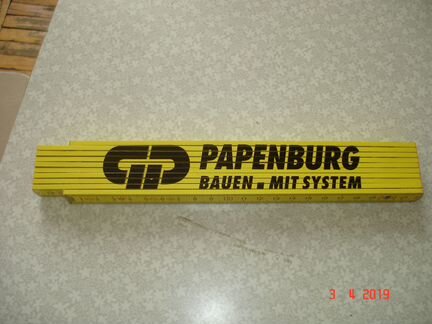 PAPENBURG
BAUEN. MIT SYSTEM
3 4 2019